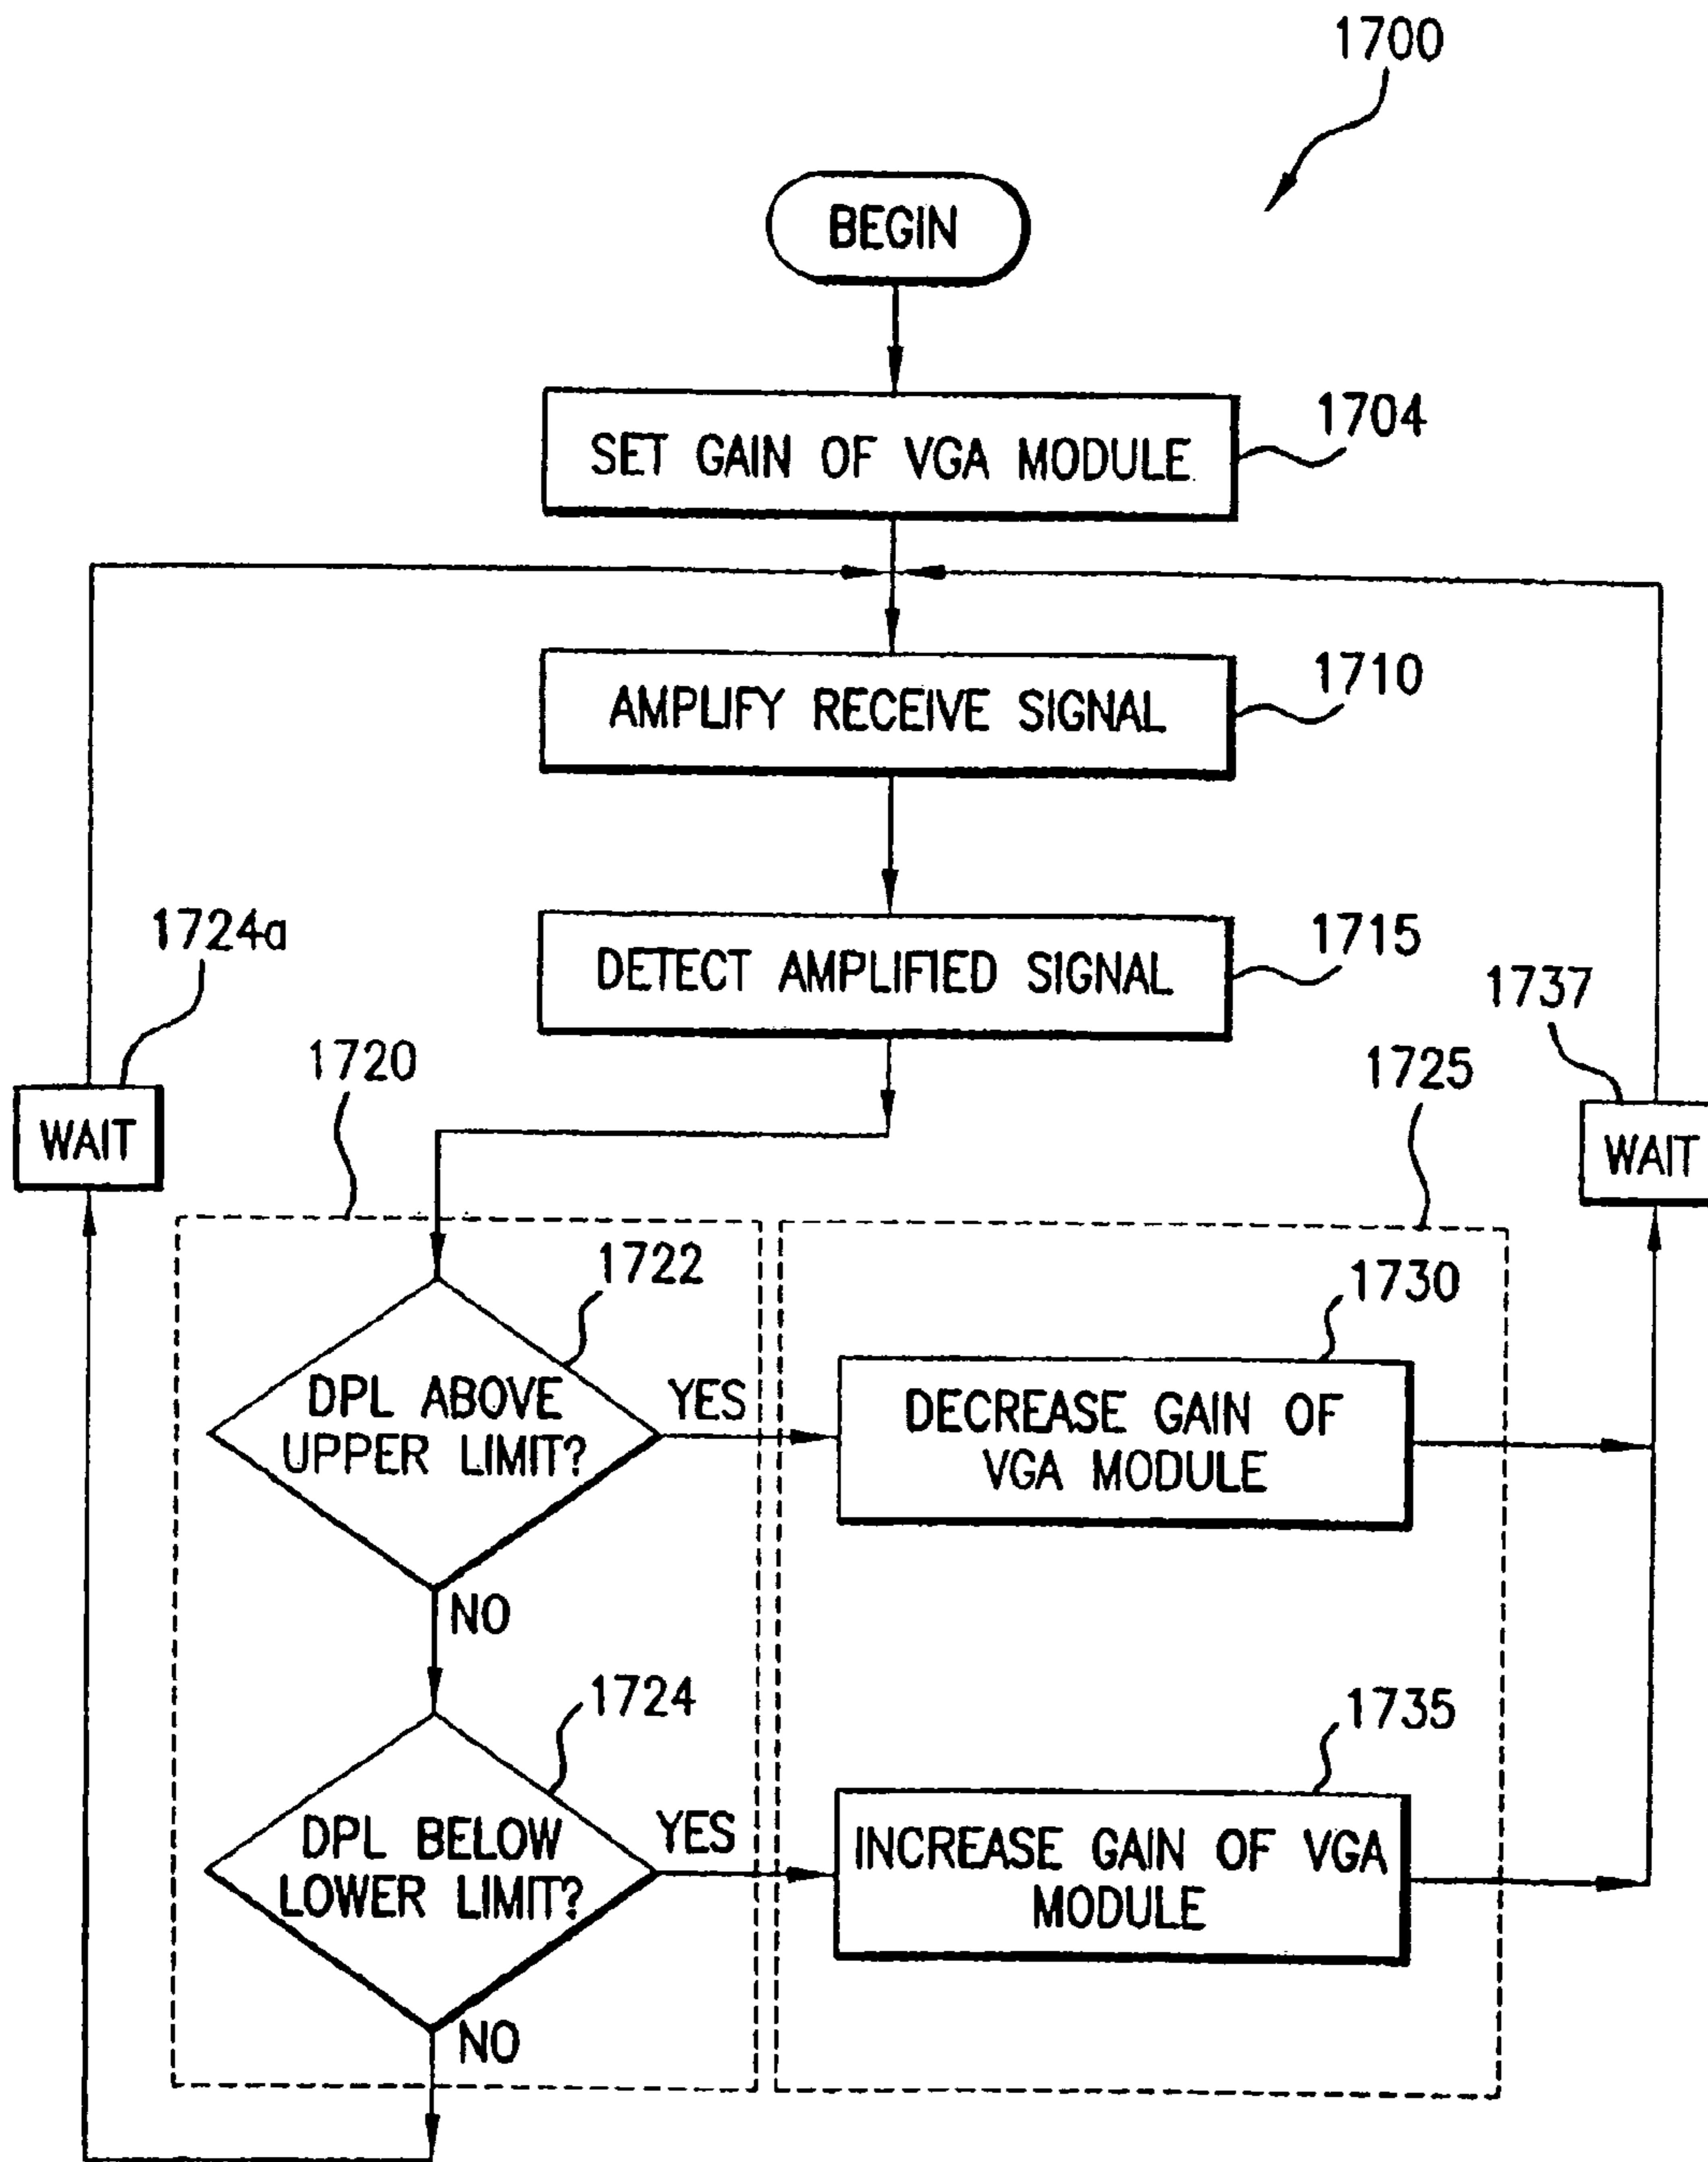 1700
BEGIN
1704
SET GAIN OF VGA MODULE
1710
AMPLIFY RECEIVE SIGNAL
1724a
1715
DETECT AMPLIFIED SIGNAL
1737
1720
1725
WAIT
WAIT
1722
1730
DPL ABOVE
UPPER LIMIT?
YES
DECREASE GAIN OF
VGA MODULE
NO
1724
1735
DPL BELOW
LOWER LIMIT?
YES
INCREASE GAIN OF VGA
MODULE
NO